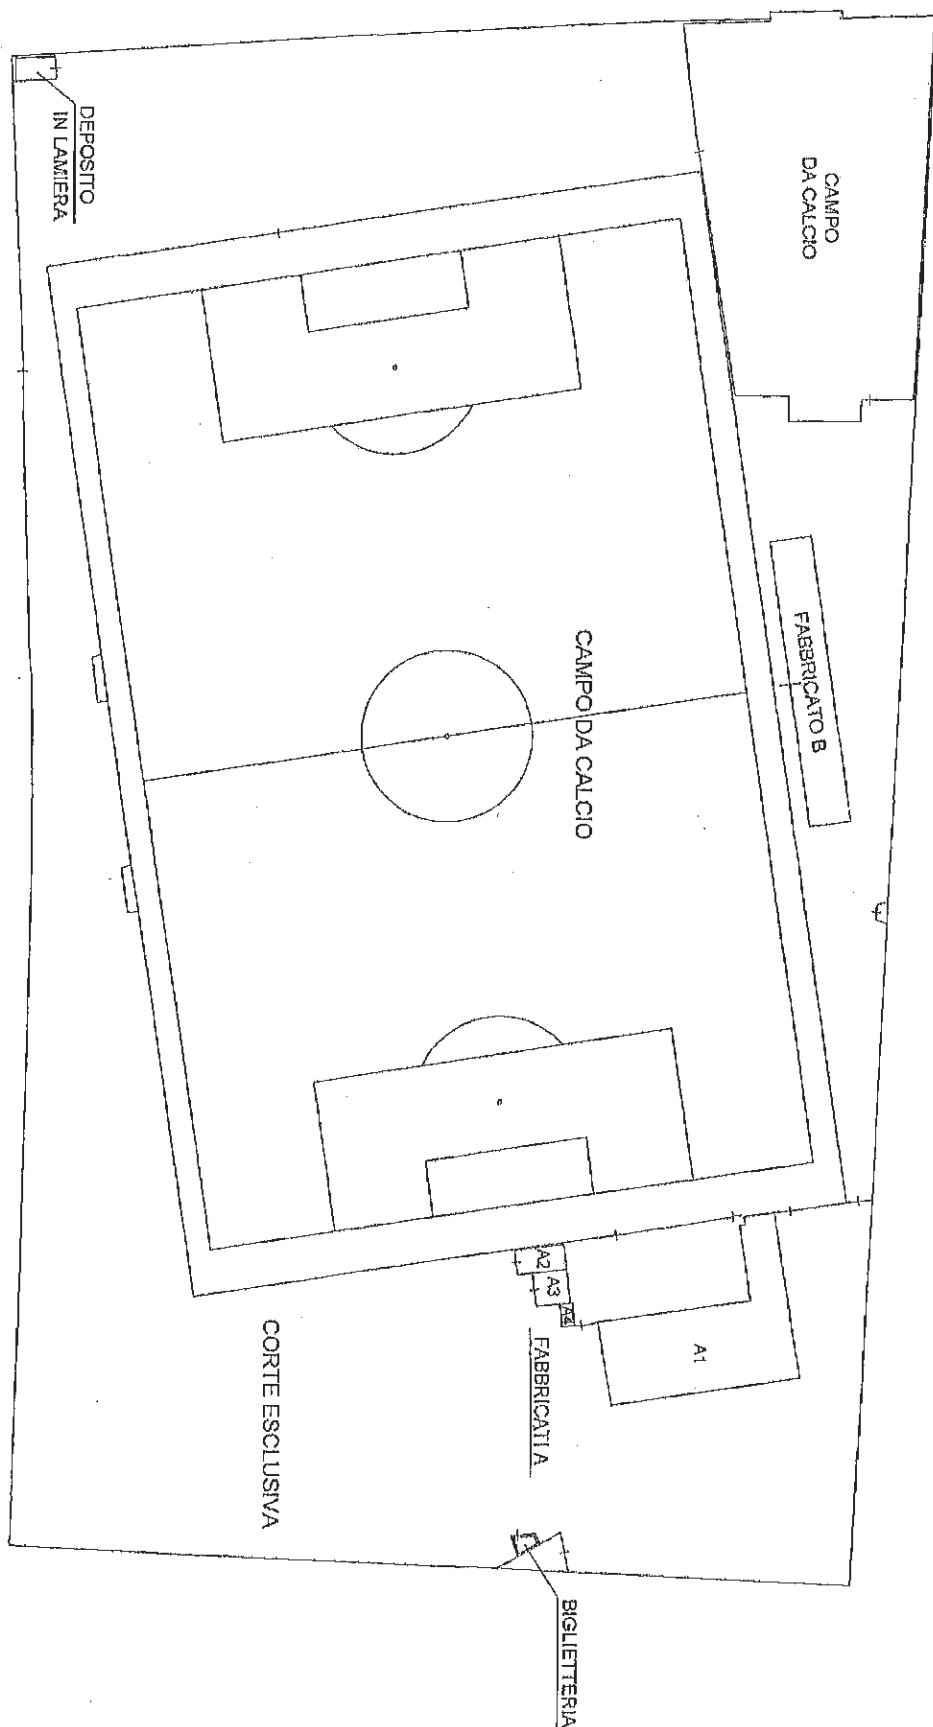 DEPOSITO
IN LAMIERA
CAMPO
DA CALCIO
FABBRICATO B
CAMPO DA CALCIO
A2
A3
A4
A1
FABBRICATI A
CORTE ESCLUSIVA
BIGLIETTERIA